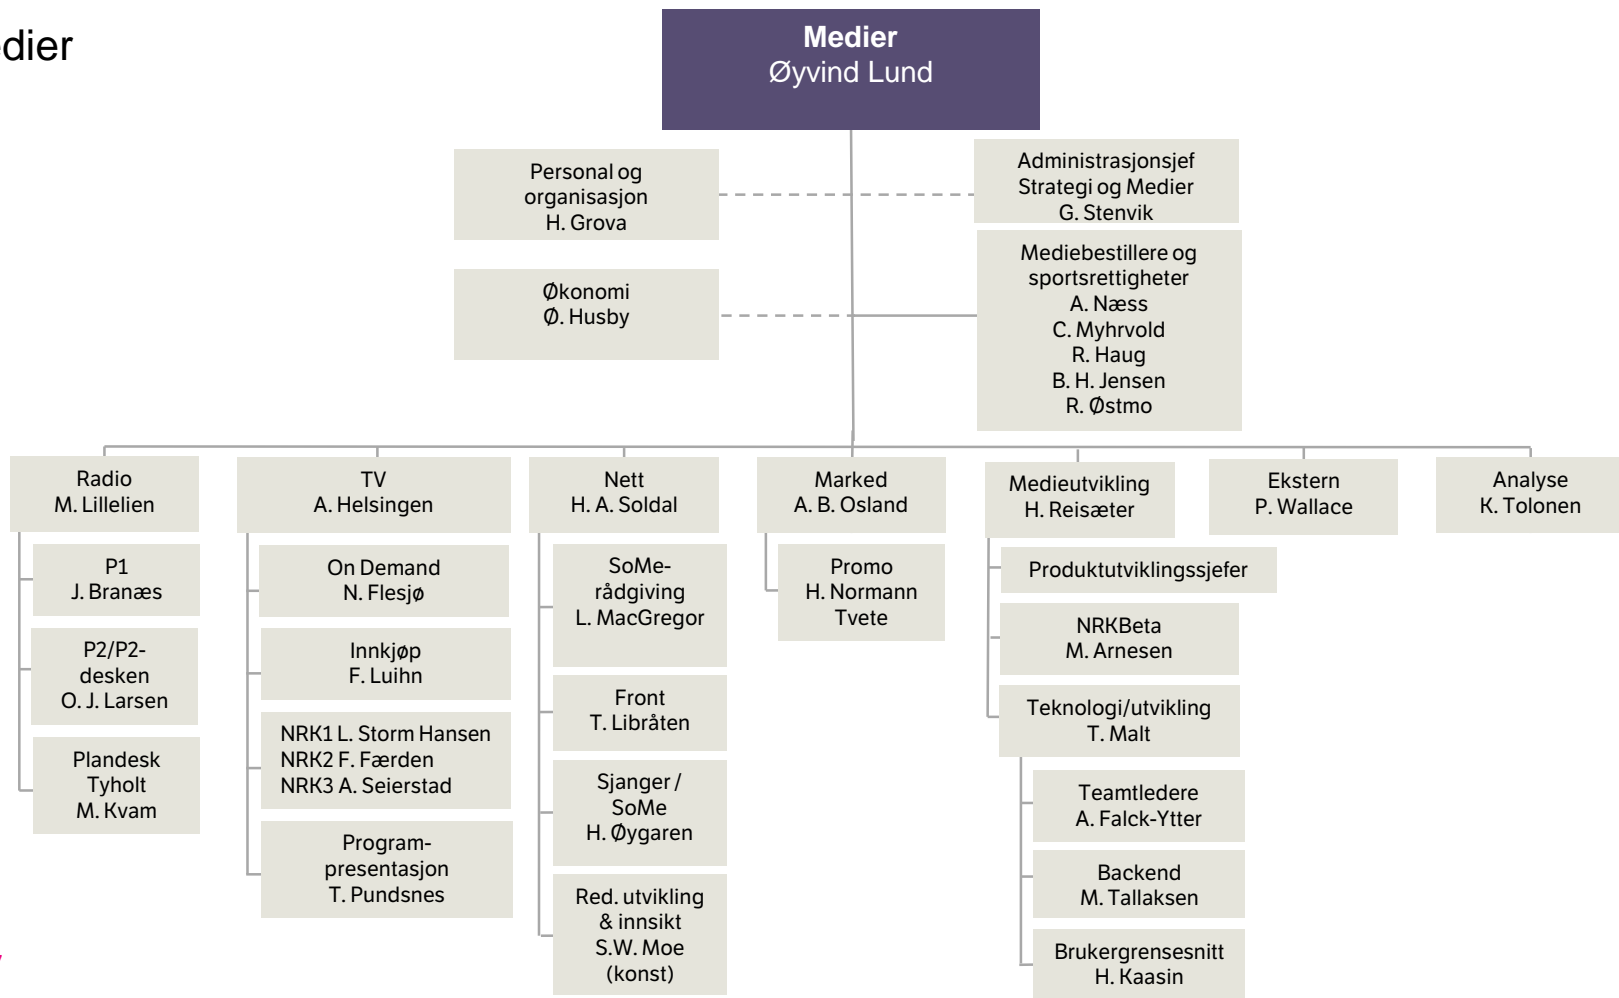 edier
Medier
Øyvind Lund
Personal og
organisasjon
H. Grova
Administrasjonsjef
Strategi og Medier
G. Stenvik
Økonomi
Ø. Husby
Mediebestillere og
sportsrettigheter
A. Næss
C. Myhrvold
R. Haug
B. H. Jensen
R. Østmo
Radio
M. Lillelien
TV
A. Helsingen
Nett
H. A. Soldal
Marked
A. B. Osland
Medieutvikling
H. Reisæter
Ekstern
P. Wallace
Analyse
K. Tolonen
P1
J. Branæs
P2/P2-
desken
O. J. Larsen
Plandesk
Tyholt
M. Kvam
On Demand
N. Flesjø
Innkjøp
F. Luihn
NRK1 L. Storm Hansen
NRK2 F. Færden
NRK3 A. Seierstad
Program-
presentasjon
T. Pundsnes
SoMe-
rådgiving
L. MacGregor
Front
T. Libråten
Sjanger /
SoMe
H. Øygaren
Red. utvikling
& innsikt
S.W. Moe
(konst)
Promo
H. Normann
Tvete
Produktutviklingssjefer
NRKBeta
M. Arnesen
Teknologi/utvikling
T. Malt
Teamtledere
A. Falck-Ytter
Backend
M. Tallaksen
Brukergrensesnitt
H. Kaasin